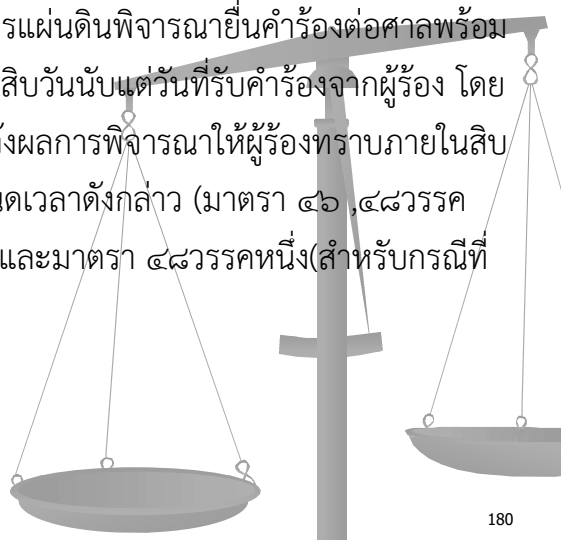 รแผ่นดินพิจารณายื่นคำร้องต่อศาลพร้อม
สิบวันนับแต่วันที่รับคำร้องจากผู้ร้อง โดย
จ้งผลการพิจารณาให้ผู้ร้องทราบภายในสิบ
นดเวลาดังกล่าว (มาตรา ๔๖ ,๔๘วรรค
และมาตรา ๔๘วรรคหนึ่ง(สำหรับกรณีที่
180